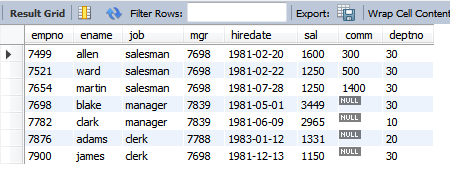 Result Grid Filter Rows: Export: Wrap Cell Conten
empno ename job mgr hiredate sal comm deptno
7499 allen salesman 7698 1981-02-20 1600 300 30
7521 ward salesman 7698 1981-02-22 1250 500 30
7654 martin salesman 7698 1981-07-28 1250 1400 30
7698 blake manager 7839 1981-05-01 3449 NULL 30
7782 clark manager 7839 1981-06-09 2965 NULL 10
7876 adams clerk 7788 1983-01-12 1331 NULL 20
7900 james clerk 7698 1981-12-13 1150 NULL 30